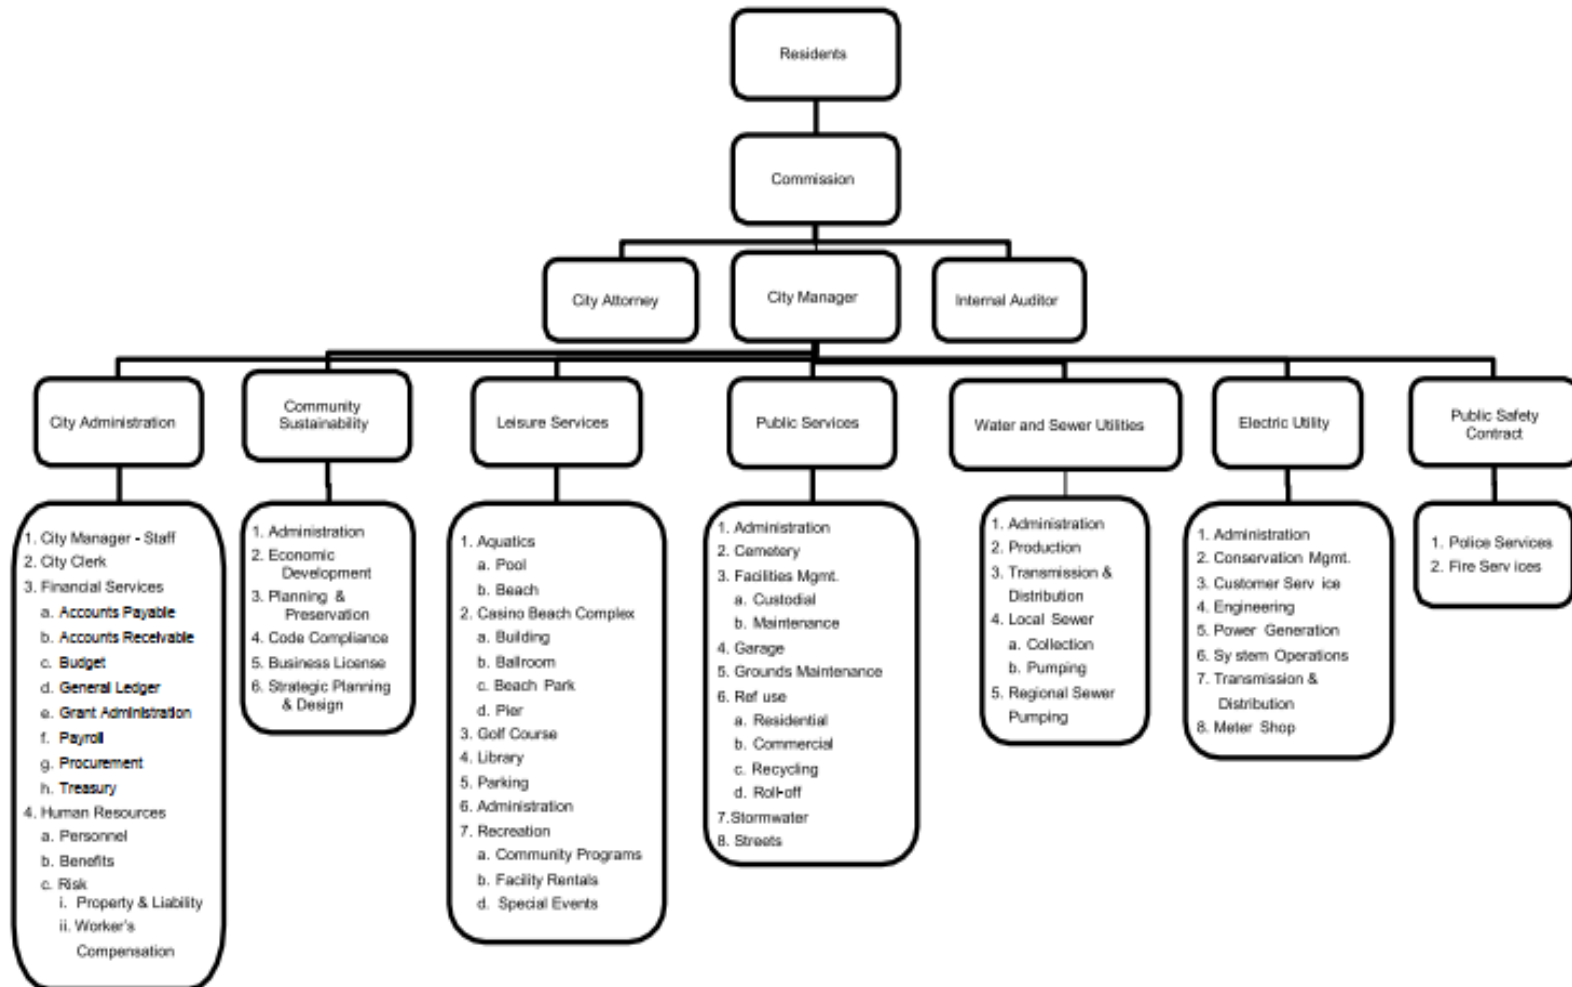 Residents
Commission
City Attorney
City Manager
Internal Auditor
City Administration
Community
Sustainability
Leisure Services
Public Services
Water and Sewer Utilities
Electric Utility
Public Safety
Contract
1. City Manager - Staff
2. City Clerk
3. Financial Services
a. Accounts Payable
b. Accounts Receivable
c. Budget
d. General Ledger
e. Grant Administration
f. Payroll
g. Procurement
h. Treasury
4. Human Resources
a. Personnel
b. Benefits
c. Risk
i. Property & Liability
ii. Worker's
Compensation
1. Administration
2. Economic
Development
3. Planning &
Preservation
4. Code Compliance
5. Business License
6. Strategic Planning
& Design
1. Aquatics
a. Pool
b. Beach
2. Casino Beach Complex
a. Building
b. Ballroom
c. Beach Park
d. Pier
3. Golf Course
4. Library
5. Parking
6. Administration
7. Recreation
a. Community Programs
b. Facility Rentals
d. Special Events
1. Administration
2. Cemetery
3. Facilities Mgmt.
a. Custodial
b. Maintenance
4. Garage
5. Grounds Maintenance
6. Ref use
a. Residential
b. Commercial
c. Recycling
d. Roll-off
7.Stormwater
8. Streets
1. Administration
2. Production
3. Transmission &
Distribution
4. Local Sewer
a. Collection
b. Pumping
5. Regional Sewer
Pumping
1. Administration
2. Conservation Mgmt.
3. Customer Serv ice
4. Engineering
5. Power Generation
6. Sy stem Operations
7. Transmission &
Distribution
8. Meter Shop
1. Police Services
2. Fire Serv ices